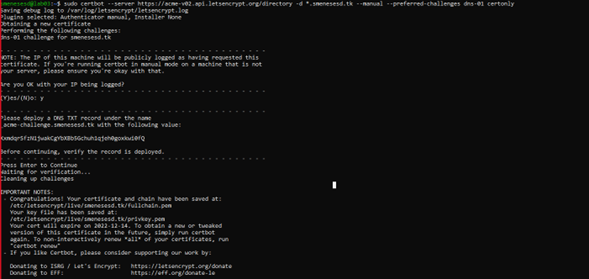 smenesesd@lab03:~$ sudo certbot --server https://acme-v02.api.letsencrypt.org/directory -d *.smenesesd.tk --manual --preferred-challenges dns-01 certonly
Saving debug log to /var/log/letsencrypt/letsencrypt.log
Plugins selected: Authenticator manual, Installer None
Obtaining a new certificate
Performing the following challenges:
dns-01 challenge for smenesesd.tk
- - - - - - - - - - - - - - - - - - - - - - - - - - - - - - - - - - - - - - - -
NOTE: The IP of this machine will be publicly logged as having requested this
certificate. If you're running certbot in manual mode on a machine that is not
your server, please ensure you're okay with that.
Are you OK with your IP being logged?
- - - - - - - - - - - - - - - - - - - - - - - - - - - - - - - - - - - - - - - -
(Y)es/(N)o: y
- - - - - - - - - - - - - - - - - - - - - - - - - - - - - - - - - - - - - - - -
Please deploy a DNS TXT record under the name
_acme-challenge.smenesesd.tk with the following value:
Before continuing, verify the record is deployed.
- - - - - - - - - - - - - - - - - - - - - - - - - - - - - - - - - - - - - - - -
Press Enter to Continue
Waiting for verification...
Cleaning up challenges
IMPORTANT NOTES:
- Congratulations! Your certificate and chain have been saved at:
/etc/letsencrypt/live/smenesesd.tk/fullchain.pem
Your key file has been saved at:
/etc/letsencrypt/live/smenesesd.tk/privkey.pem
Your cert will expire on 2022-12-14. To obtain a new or tweaked
version of this certificate in the future, simply run certbot
again. To non-interactively renew *all* of your certificates, run
"certbot renew"
- If you like Certbot, please consider supporting our work by:
Donating to ISRG / Let's Encrypt: https://letsencrypt.org/donate
Donating to EFF: https://eff.org/donate-le